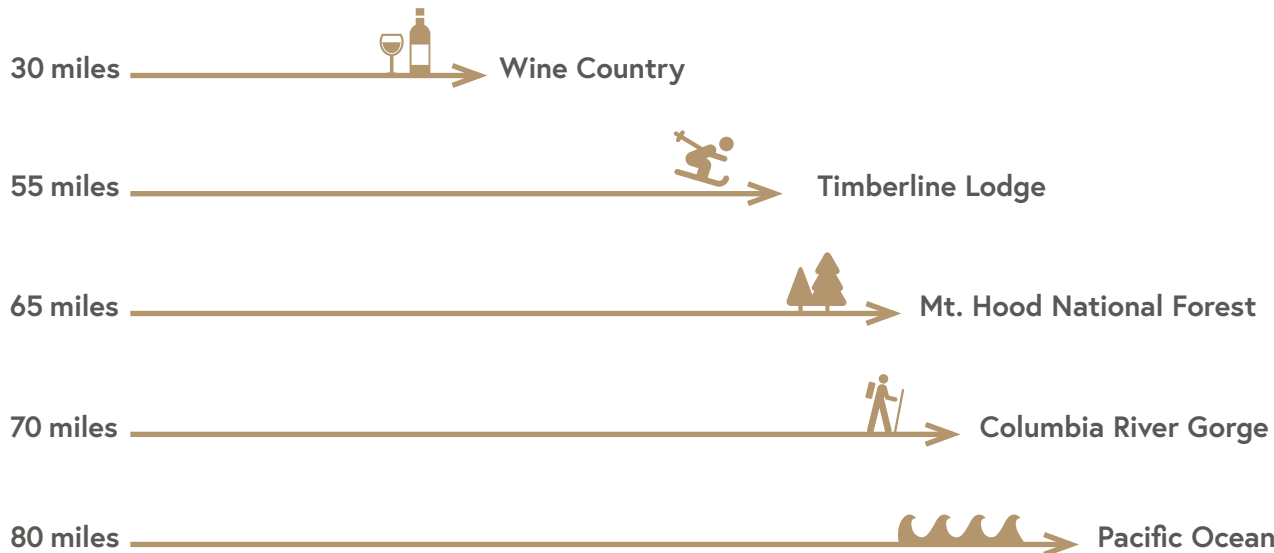 30 miles Wine Country
55 miles Timberline Lodge
65 miles Mt. Hood National Forest
70 miles Columbia River Gorge
80 miles Pacific Ocean